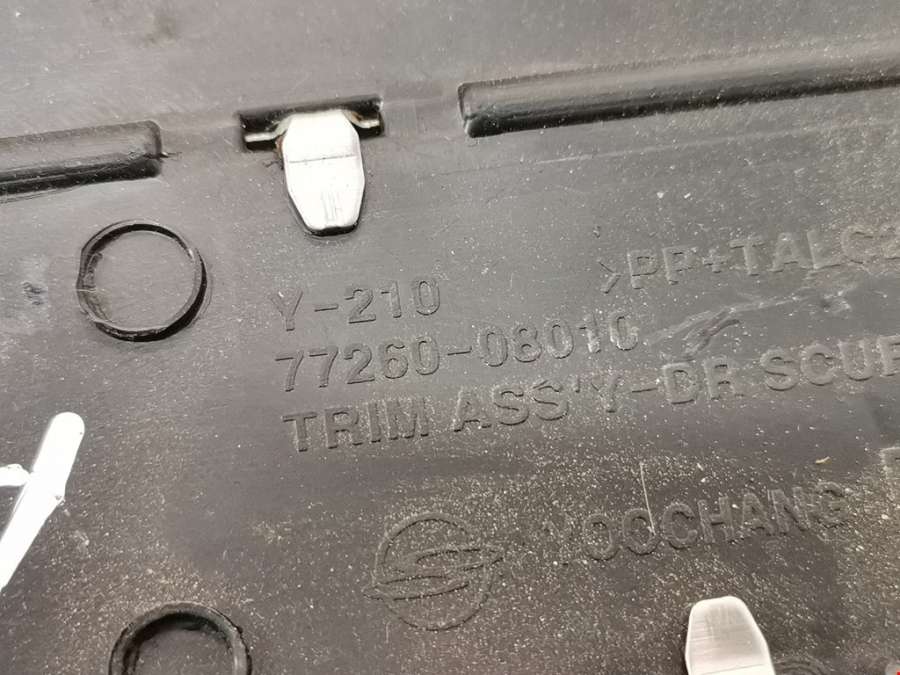 Y-210
>PP+TALC
77260-08010
TRIM ASS'Y-DR SCUF
YOOCHANG